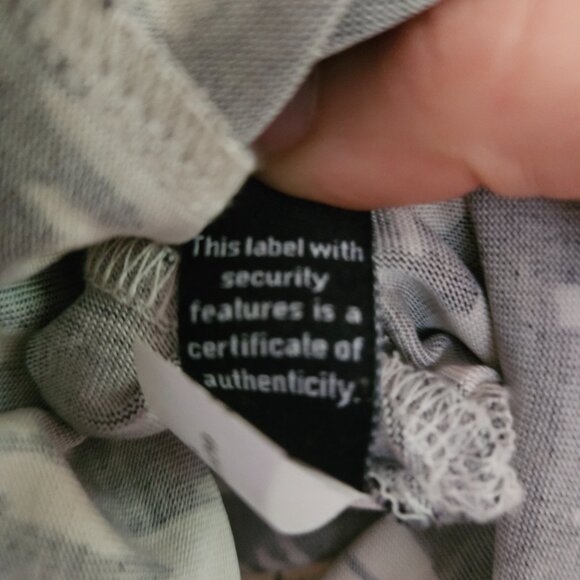 This label with
security
features is a
certificate of
authenticity.